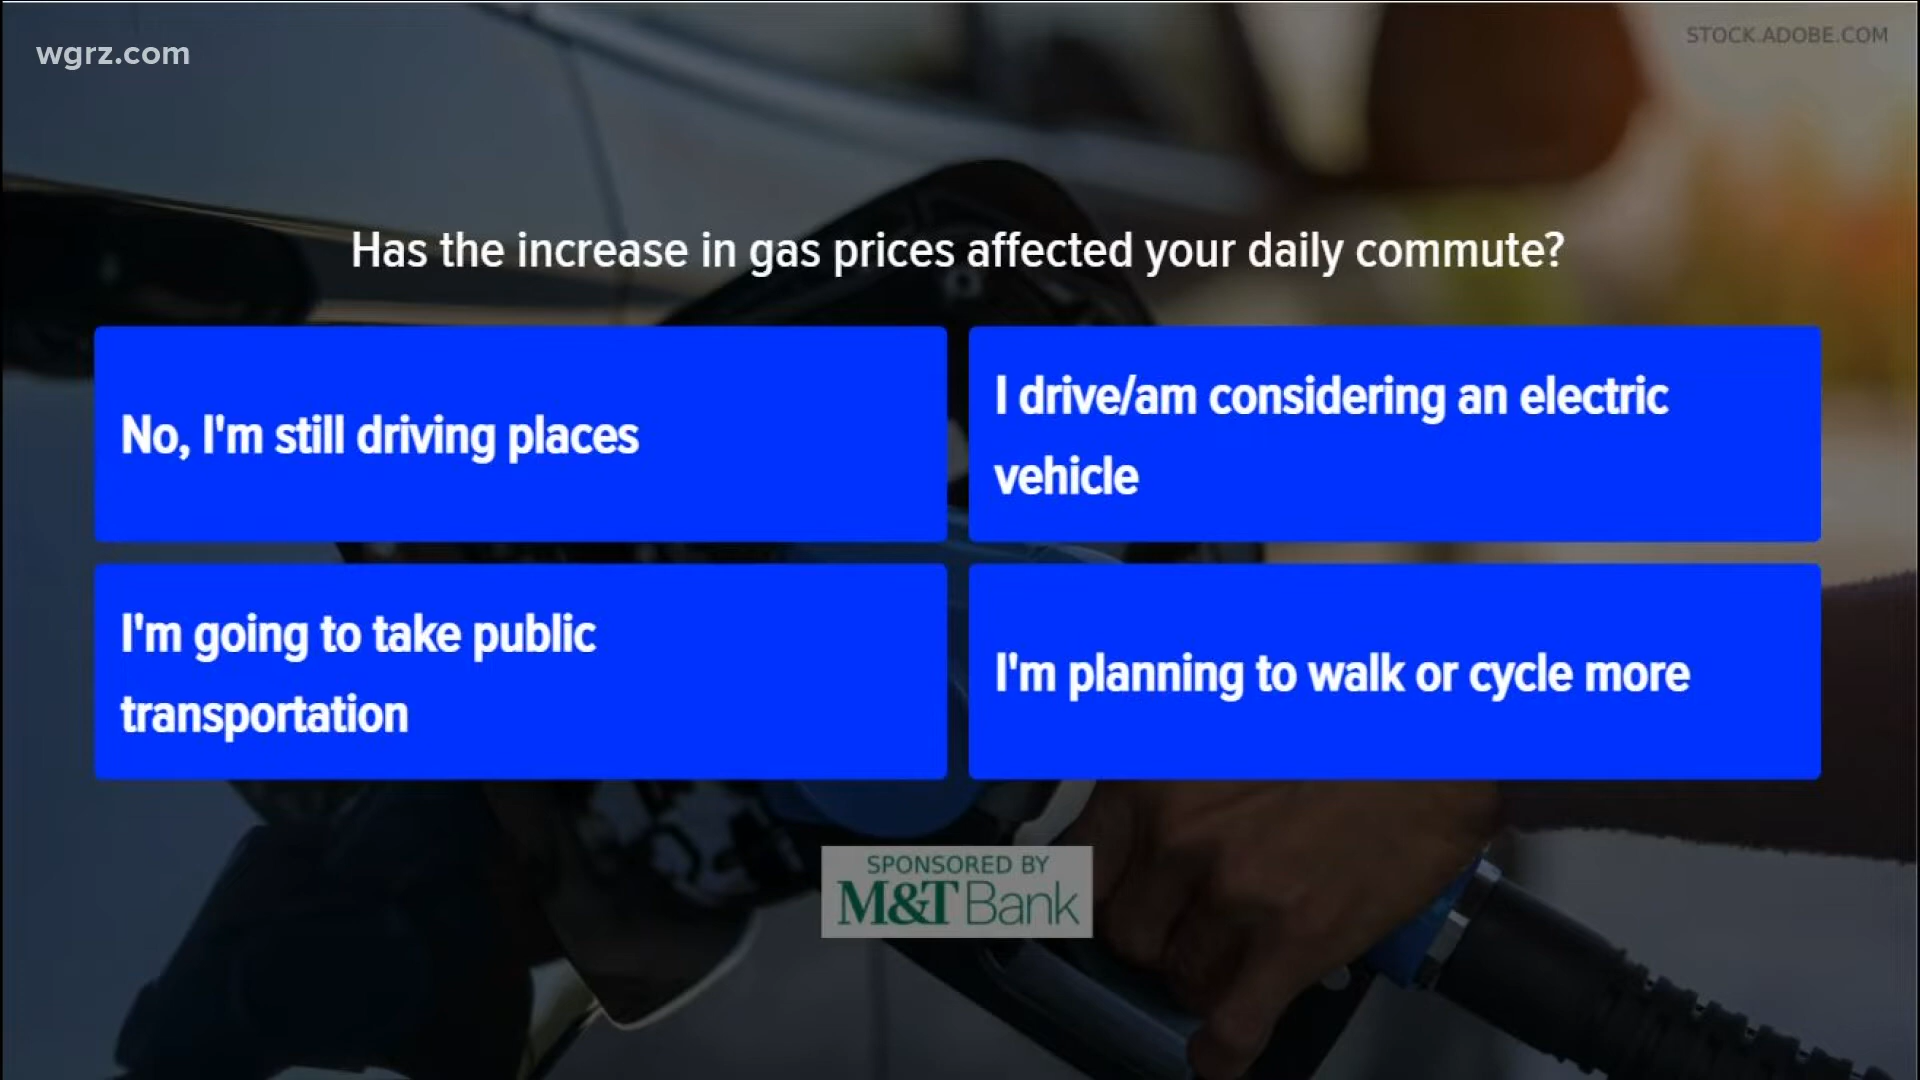 wgrz.com
STOCK.ADOBE.COM
Has the increase in gas prices affected your daily commute?
No, I'm still driving places
I drive/am considering an electric
vehicle
I'm going to take public
transportation
I'm planning to walk or cycle more
SPONSORED BY
M&T Bank